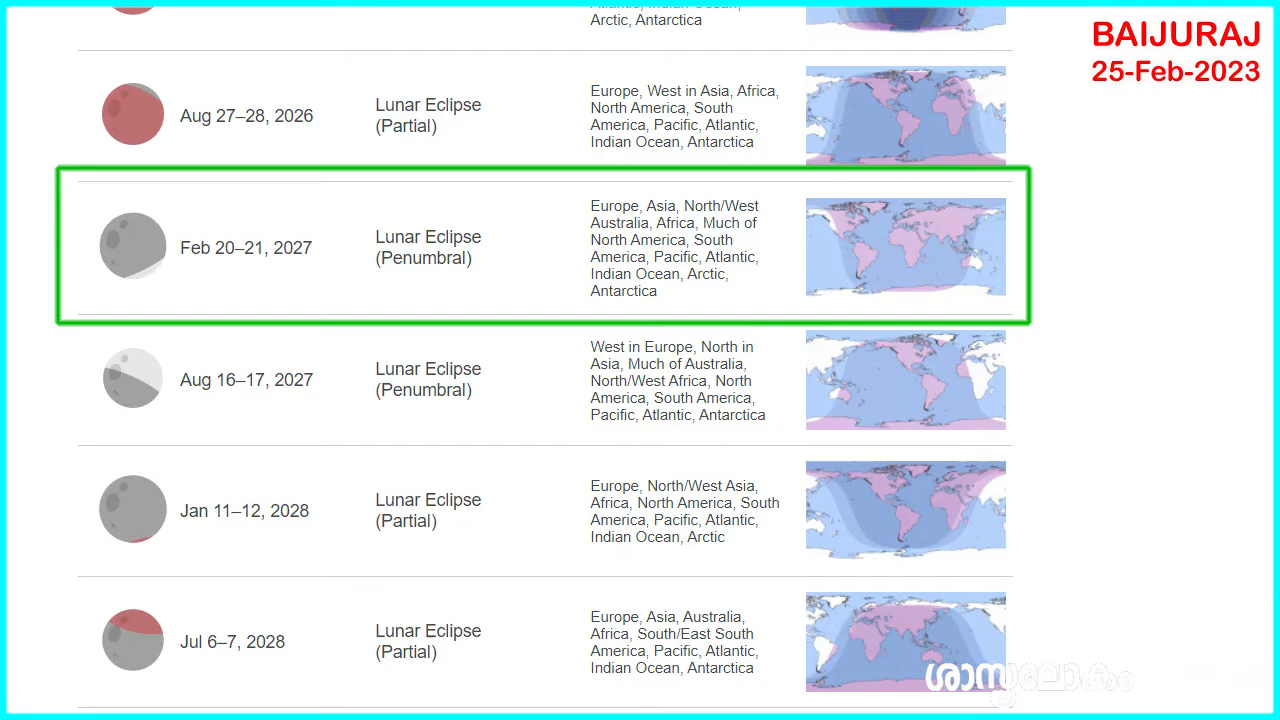 BAIJURAJ
25-Feb-2023
Arctic, Antarctica
Aug 27–28, 2026
Lunar Eclipse
(Partial)
Europe, West in Asia, Africa,
North America, South
America, Pacific, Atlantic,
Indian Ocean, Antarctica
Feb 20–21, 2027
Lunar Eclipse
(Penumbral)
Europe, Asia, North/West
Australia, Africa, Much of
North America, South
America, Pacific, Atlantic,
Indian Ocean, Arctic,
Antarctica
Aug 16–17, 2027
Lunar Eclipse
(Penumbral)
West in Europe, North in
Asia, Much of Australia,
North/West Africa, North
America, South America,
Pacific, Atlantic, Antarctica
Jan 11–12, 2028
Lunar Eclipse
(Partial)
Europe, North/West Asia,
Africa, North America, South
America, Pacific, Atlantic,
Indian Ocean, Arctic
Jul 6–7, 2028
Lunar Eclipse
(Partial)
Europe, Asia, Australia,
Africa, South/East South
America, Pacific, Atlantic,
Indian Ocean, Antarctica
ശാസ്ത്രലോകം